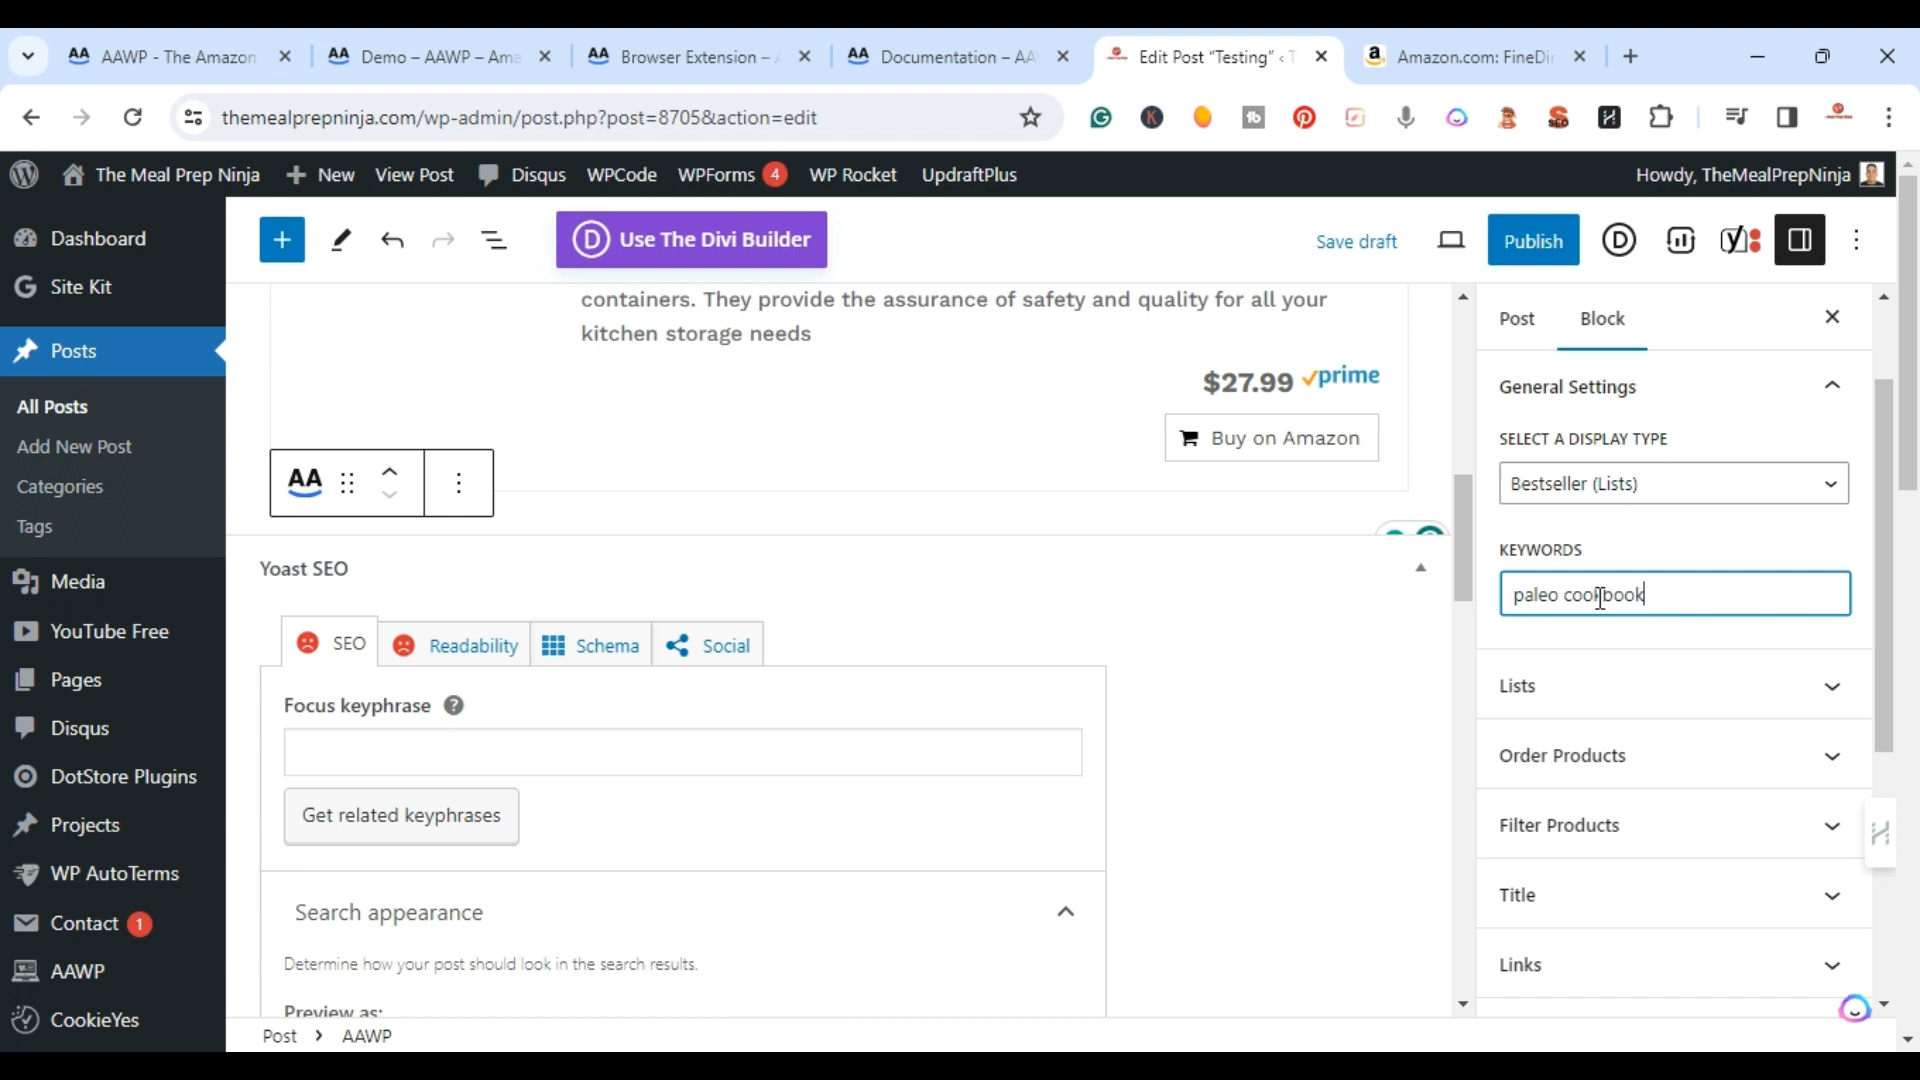 AA AAWP - The Amazon
AA Demo – AAWP – Ama
AA Browser Extension –
AA Documentation – AA
Edit Post "Testing" ‹ T
Amazon.com: FineDi
themealprepninja.com/wp-admin/post.php?post=8705&action=edit
The Meal Prep Ninja
New
View Post
Disqus
WPCode
WPForms 4
WP Rocket
UpdraftPlus
Howdy, TheMealPrepNinja
Dashboard
Site Kit
Posts
All Posts
Add New Post
Categories
Tags
Media
YouTube Free
Pages
Disqus
DotStore Plugins
Projects
WP AutoTerms
Contact 1
AAWP
CookieYes
D Use The Divi Builder
Save draft
Publish
containers. They provide the assurance of safety and quality for all your
kitchen storage needs
$27.99 prime
Buy on Amazon
AA
Yoast SEO
SEO
Readability
Schema
Social
Focus keyphrase ?
Get related keyphrases
Search appearance
Determine how your post should look in the search results.
Preview as:
Post › AAWP
Post
Block
General Settings
SELECT A DISPLAY TYPE
Bestseller (Lists)
KEYWORDS
paleo cookbook
Lists
Order Products
Filter Products
Title
Links